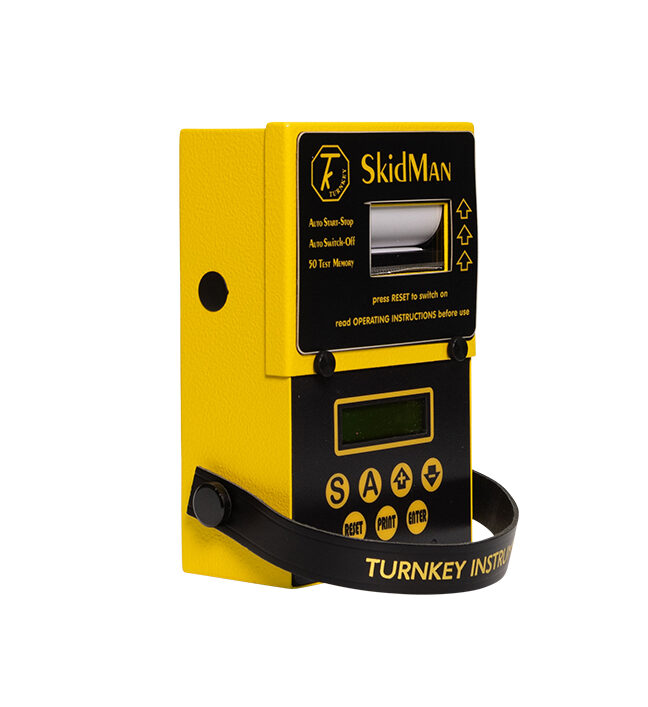 TK
TURNKEY
SkidMan
Auto Start-Stop
Auto Switch-Off
50 Test Memory
press RESET to switch on
read OPERATING INSTRUCTIONS before use
S A
RESET PRINT ENTER
TURNKEY